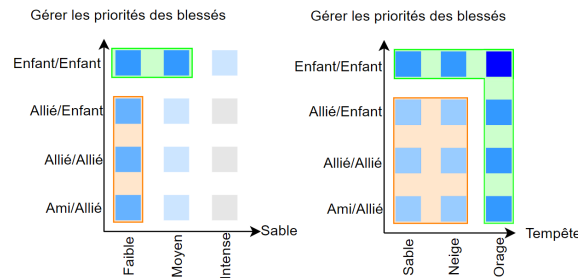 Gérer les priorités des blessés
Enfant/Enfant
Allié/Enfant
Allié/Allié
Ami/Allié
Sable
Faible
Moyen
Intense
Gérer les priorités des blessés
Enfant/Enfant
Allié/Enfant
Allié/Allié
Ami/Allié
Tempête
Sable
Neige
Orage